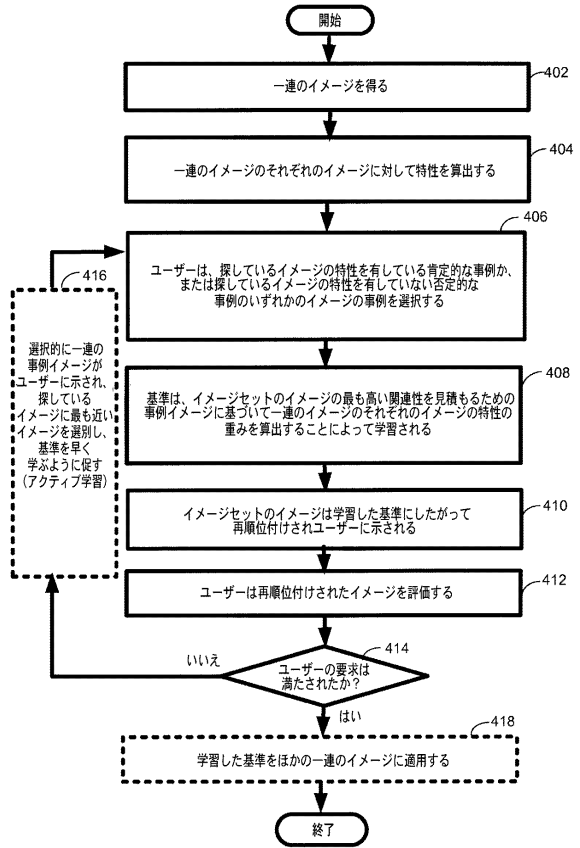 開始
402
一連のイメージを得る
404
一連のイメージのそれぞれのイメージに対して特性を算出する
406
ユーザーは、探しているイメージの特性を有している肯定的な事例か、
または探しているイメージの特性を有していない否定的な
事例のいずれかのイメージの事例を選択する
416
選択的に一連の
事例イメージが
ユーザーに示され、
探している
イメージに最も近い
イメージを選別し、
基準を早く
学ぶように促す
(アクティブ学習)
408
基準は、イメージセットのイメージの最も高い関連性を見積もるための
事例イメージに基づいて一連のイメージのそれぞれのイメージの特性の
重みを算出することによって学習される
410
イメージセットのイメージは学習した基準にしたがって
再順位付けされユーザーに示される
412
ユーザーは再順位付けされたイメージを評価する
414
いいえ
ユーザーの要求は
満たされたか?
はい
418
学習した基準をほかの一連のイメージに適用する
終了